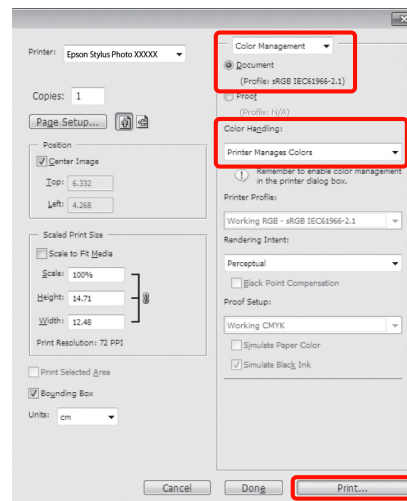 Printer: Epson Stylus Photo XXXXX
Copies: 1
Page Setup...
Position
Center Image
Top: 6.332
Left: 4.268
Scaled Print Size
Scale to Fit Media
Scale: 100%
Height: 14.71
Width: 12.48
Print Resolution: 72 PPI
Print Selected Area
Bounding Box
Units: cm
Color Management
Document
(Profile: sRGB IEC61966-2.1)
Proof
(Profile: N/A)
Color Handling:
Printer Manages Colors
Remember to enable color management
in the printer dialog box.
Printer Profile:
Working RGB - sRGB IEC61966-2.1
Rendering Intent:
Perceptual
Black Point Compensation
Proof Setup:
Working CMYK
Simulate Paper Color
Simulate Black Ink
Cancel
Done
Print...